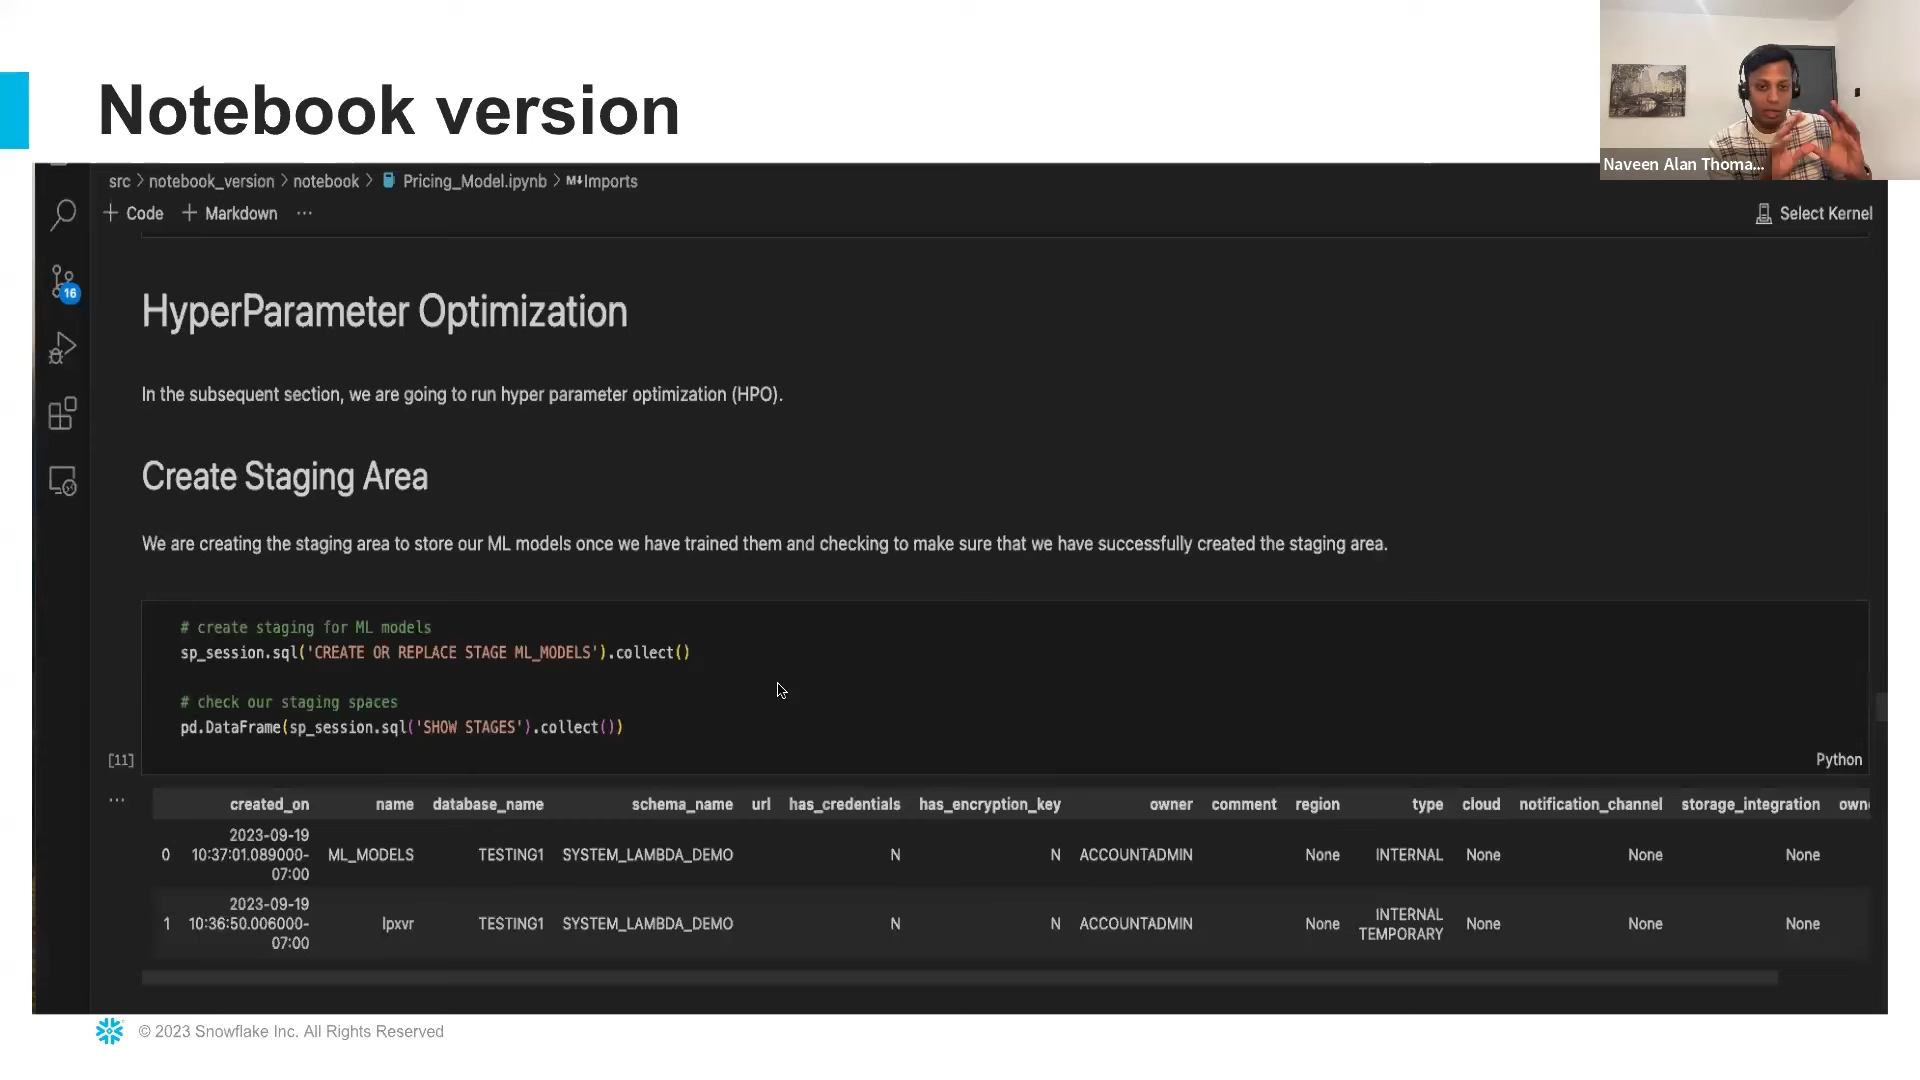 Notebook version
Naveen Alan Thoma...
src > notebook_version > notebook > Pricing_Model.ipynb > M↓Imports
+ Code + Markdown ...
Select Kernel
16
HyperParameter Optimization
In the subsequent section, we are going to run hyper parameter optimization (HPO).
Create Staging Area
We are creating the staging area to store our ML models once we have trained them and checking to make sure that we have successfully created the staging area.
# create staging for ML models
sp_session.sql('CREATE OR REPLACE STAGE ML_MODELS').collect()
# check our staging spaces
pd.DataFrame(sp_session.sql('SHOW STAGES').collect())
[11]
Python
...
created_on name database_name schema_name url has_credentials has_encryption_key owner comment region type cloud notification_channel storage_integration own
2023-09-19
0 10:37:01.089000- ML_MODELS TESTING1 SYSTEM_LAMBDA_DEMO N N ACCOUNTADMIN None INTERNAL None None None
07:00
2023-09-19 INTERNAL
1 10:36:50.006000- lpxvr TESTING1 SYSTEM_LAMBDA_DEMO N N ACCOUNTADMIN None TEMPORARY None None None
07:00
© 2023 Snowflake Inc. All Rights Reserved